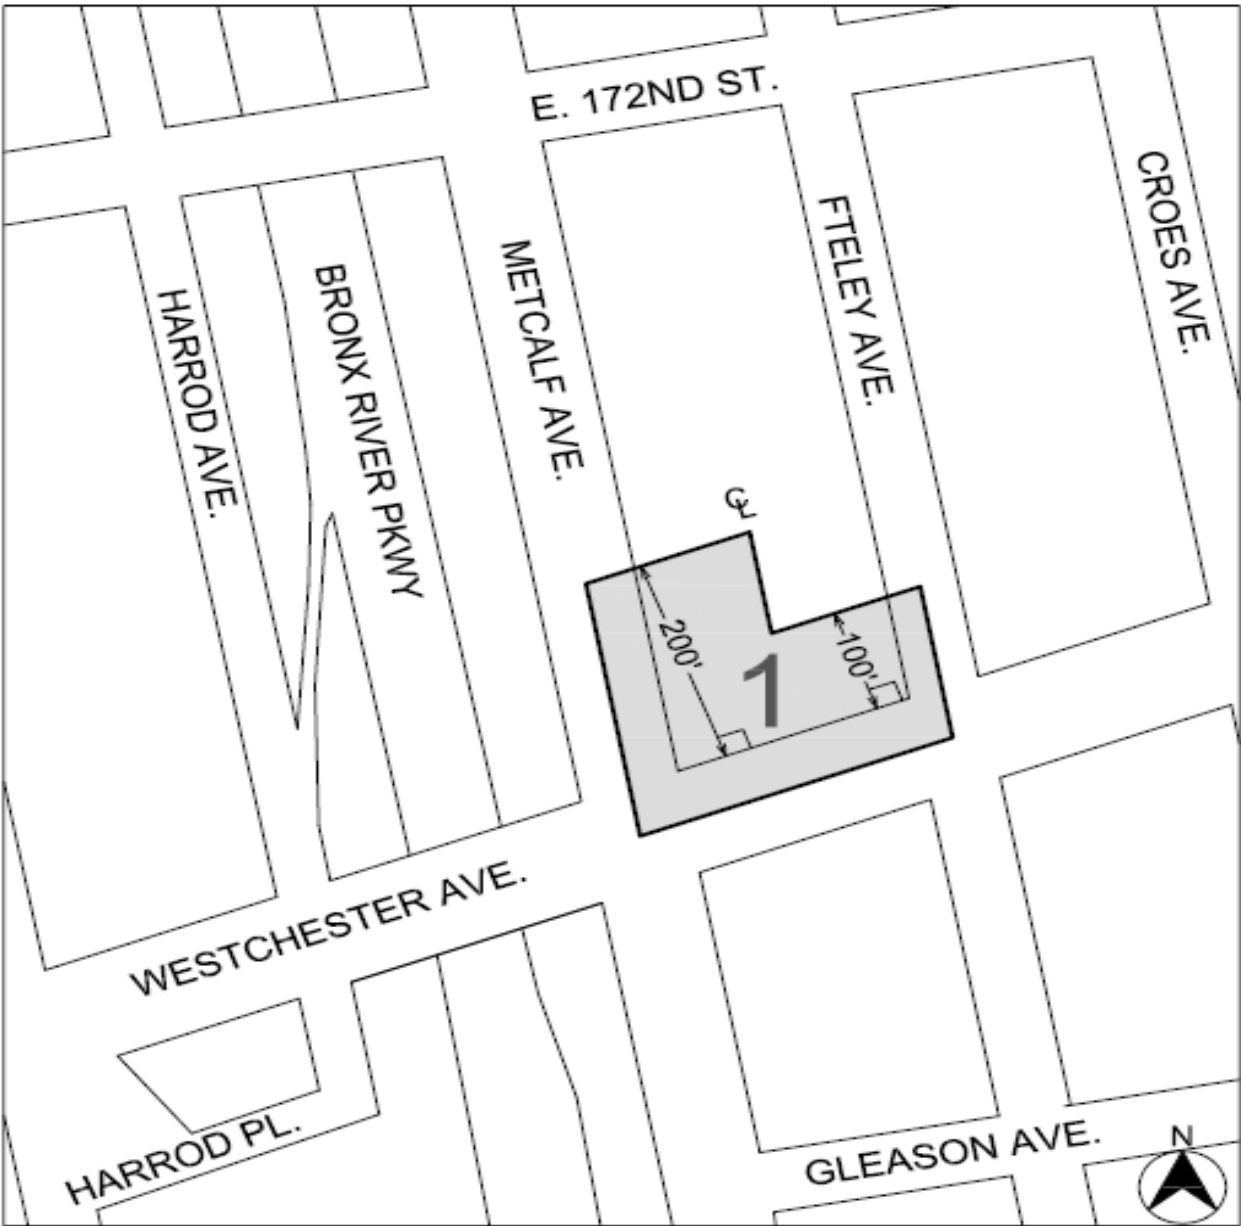 E. 172ND ST.
CROES AVE.
FTELEY AVE.
METCALF AVE.
BRONX RIVER PKWY
HARROD AVE.
℄
200'
100'
1
WESTCHESTER AVE.
HARROD PL.
GLEASON AVE.
N